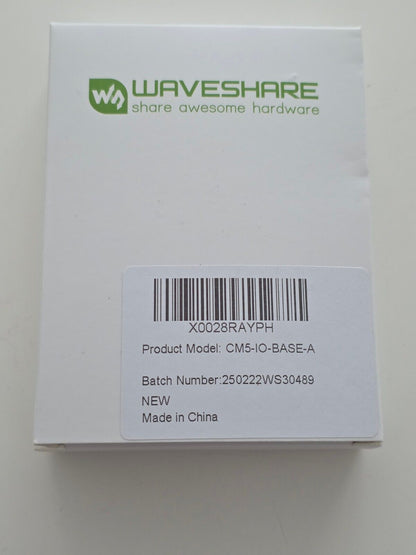 WAVESHARE
share awesome hardware
X0028RAYPH
Product Model: CM5-IO-BASE-A
Batch Number:250222WS30489
NEW
Made in China